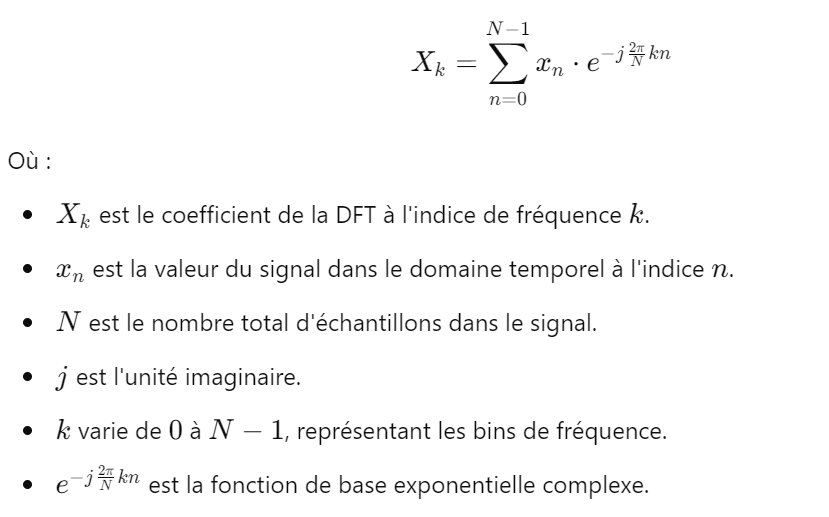 X_k = \sum_{n=0}^{N-1} x_n \cdot e^{-j\frac{2\pi}{N}kn}
Où :
• X_k est le coefficient de la DFT à l'indice de fréquence k.
• x_n est la valeur du signal dans le domaine temporel à l'indice n.
• N est le nombre total d'échantillons dans le signal.
• j est l'unité imaginaire.
• k varie de 0 à N − 1, représentant les bins de fréquence.
• e^{-j\frac{2\pi}{N}kn} est la fonction de base exponentielle complexe.